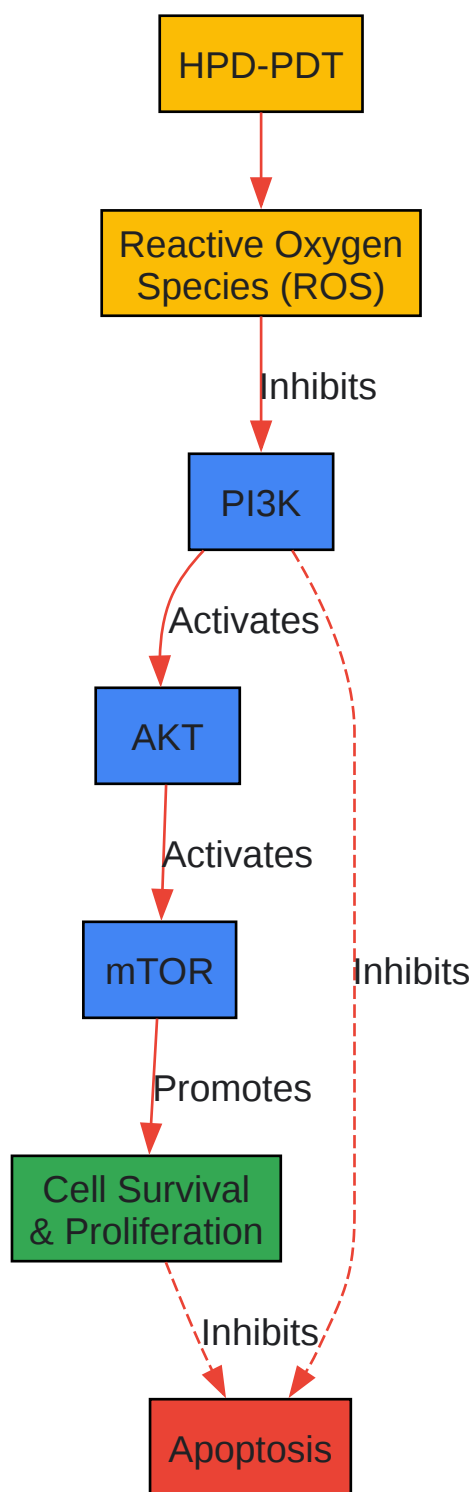 HPD-PDT
Reactive Oxygen
Species (ROS)
Inhibits
PI3K
Activates
AKT
Activates
mTOR
Inhibits
Promotes
Cell Survival
& Proliferation
Inhibits
Apoptosis